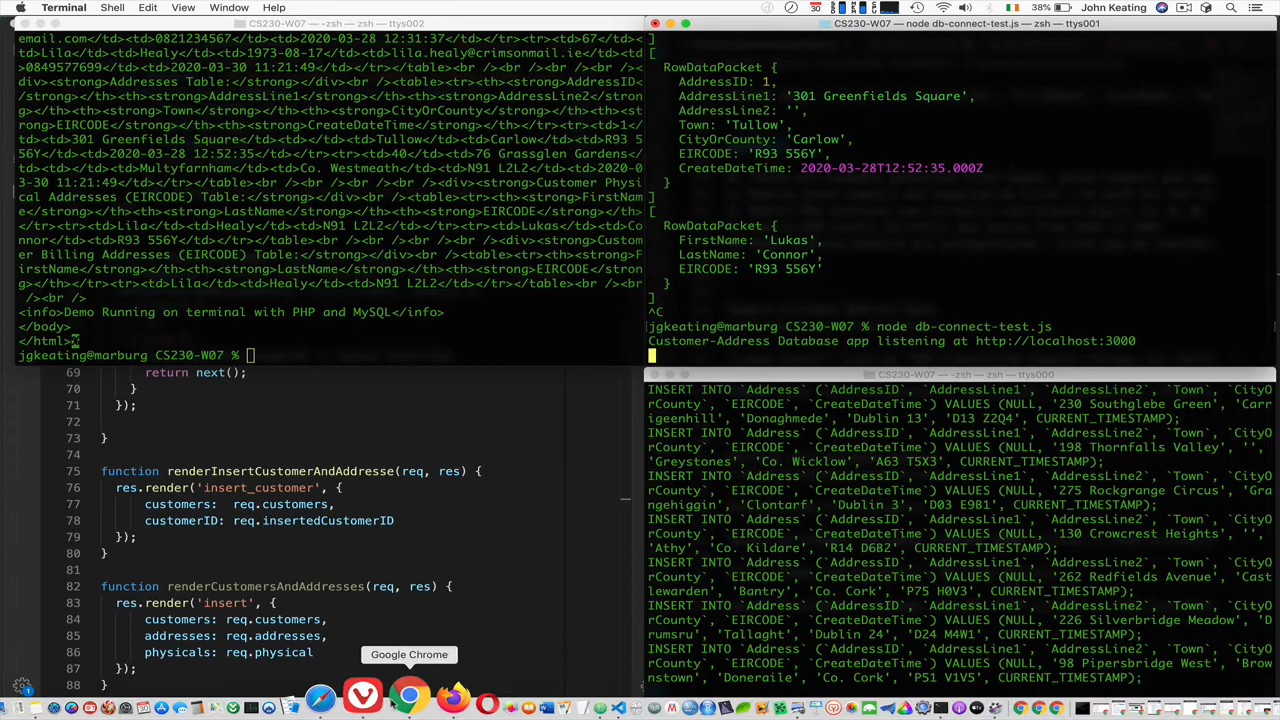 Terminal Shell Edit View Window Help 38% John Keating
CS230-W07 — -zsh — ttys002
email.com</td><td>0821234567</td><td>2020-03-28 12:31:37</td></tr><tr><td>67</td><
td>Lila</td><td>Healy</td><td>1973-08-17</td><td>lila.healy@crimsonmail.ie</td><td
>0849577699</td><td>2020-03-30 11:21:49</td></tr></table><br /><br /><br /><br /><
div><strong>Addresses Table:</strong></div><br /><table><tr><th><strong>AddressID<
/strong></th><th><strong>AddressLine1</strong></th><th><strong>AddressLine2</stron
g></th><th><strong>Town</strong></th><th><strong>CityOrCounty</strong></th><th><st
rong>EIRCODE</strong></th><th><strong>CreateDateTime</strong></th></tr><tr><td>1</
td><td>301 Greenfields Square</td><td></td><td>Tullow</td><td>Carlow</td><td>R93 5
56Y</td><td>2020-03-28 12:52:35</td></tr><tr><td>40</td><td>76 Grassglen Gardens</
td><td></td><td>Multyfarnham</td><td>Co. Westmeath</td><td>N91 L2L2</td><td>2020-0
3-30 11:21:49</td></tr></table><br /><br /><br /><br /><div><strong>Customer Physi
cal Addresses (EIRCODE) Table:</strong></div><br /><table><tr><th><strong>FirstNam
e</strong></th><th><strong>LastName</strong></th><th><strong>EIRCODE</strong></th>
</tr><tr><td>Lila</td><td>Healy</td><td>N91 L2L2</td></tr><tr><td>Lukas</td><td>Co
nnor</td><td>R93 556Y</td></tr></table><br /><br /><br /><br /><div><strong>Custom
er Billing Addresses (EIRCODE) Table:</strong></div><br /><table><tr><th><strong>F
irstName</strong></th><th><strong>LastName</strong></th><th><strong>EIRCODE</stron
g></th></tr><tr><td>Lila</td><td>Healy</td><td>N91 L2L2</td></tr></table><br /><br
/><br />
<info>Demo Running on terminal with PHP and MySQL</info>
</body>
</html>%
jgkeating@marburg CS230-W07 %
CS230-W07 — node db-connect-test.js — zsh — ttys001
]
[
RowDataPacket {
AddressID: 1,
AddressLine1: '301 Greenfields Square',
AddressLine2: '',
Town: 'Tullow',
CityOrCounty: 'Carlow',
EIRCODE: 'R93 556Y',
CreateDateTime: 2020-03-28T12:52:35.000Z
}
]
[
RowDataPacket {
FirstName: 'Lukas',
LastName: 'Connor',
EIRCODE: 'R93 556Y'
}
]
^C
jgkeating@marburg CS230-W07 % node db-connect-test.js
Customer-Address Database app listening at http://localhost:3000
69 return next();
70 }
71 });
72
73 }
74
75 function renderInsertCustomerAndAddresse(req, res) {
76 res.render('insert_customer', {
77 customers: req.customers,
78 customerID: req.insertedCustomerID
79 });
80 }
81
82 function renderCustomersAndAddresses(req, res) {
83 res.render('insert', {
84 customers: req.customers,
85 addresses: req.addresses,
86 physicals: req.physical
87 });
88 }
Google Chrome
CS230-W07 — -zsh — ttys000
INSERT INTO `Address` (`AddressID`, `AddressLine1`, `AddressLine2`, `Town`, `CityO
rCounty`, `EIRCODE`, `CreateDateTime`) VALUES (NULL, '230 Southglebe Green', 'Carr
igeenhill', 'Donaghmede', 'Dublin 13', 'D13 Z2Q4', CURRENT_TIMESTAMP);
INSERT INTO `Address` (`AddressID`, `AddressLine1`, `AddressLine2`, `Town`, `CityO
rCounty`, `EIRCODE`, `CreateDateTime`) VALUES (NULL, '198 Thornfalls Valley', '',
'Greystones', 'Co. Wicklow', 'A63 T5X3', CURRENT_TIMESTAMP);
INSERT INTO `Address` (`AddressID`, `AddressLine1`, `AddressLine2`, `Town`, `CityO
rCounty`, `EIRCODE`, `CreateDateTime`) VALUES (NULL, '275 Rockgrange Circus', 'Gra
ngehiggin', 'Clontarf', 'Dublin 3', 'D03 E9B1', CURRENT_TIMESTAMP);
INSERT INTO `Address` (`AddressID`, `AddressLine1`, `AddressLine2`, `Town`, `CityO
rCounty`, `EIRCODE`, `CreateDateTime`) VALUES (NULL, '130 Crowcrest Heights', '',
'Athy', 'Co. Kildare', 'R14 D6B2', CURRENT_TIMESTAMP);
INSERT INTO `Address` (`AddressID`, `AddressLine1`, `AddressLine2`, `Town`, `CityO
rCounty`, `EIRCODE`, `CreateDateTime`) VALUES (NULL, '262 Redfields Avenue', 'Cast
lewarden', 'Bantry', 'Co. Cork', 'P75 H0V3', CURRENT_TIMESTAMP);
INSERT INTO `Address` (`AddressID`, `AddressLine1`, `AddressLine2`, `Town`, `CityO
rCounty`, `EIRCODE`, `CreateDateTime`) VALUES (NULL, '226 Silverbridge Meadow', 'D
rumsru', 'Tallaght', 'Dublin 24', 'D24 M4W1', CURRENT_TIMESTAMP);
INSERT INTO `Address` (`AddressID`, `AddressLine1`, `AddressLine2`, `Town`, `CityO
rCounty`, `EIRCODE`, `CreateDateTime`) VALUES (NULL, '98 Pipersbridge West', 'Brow
nstown', 'Doneraile', 'Co. Cork', 'P51 V1V5', CURRENT_TIMESTAMP);